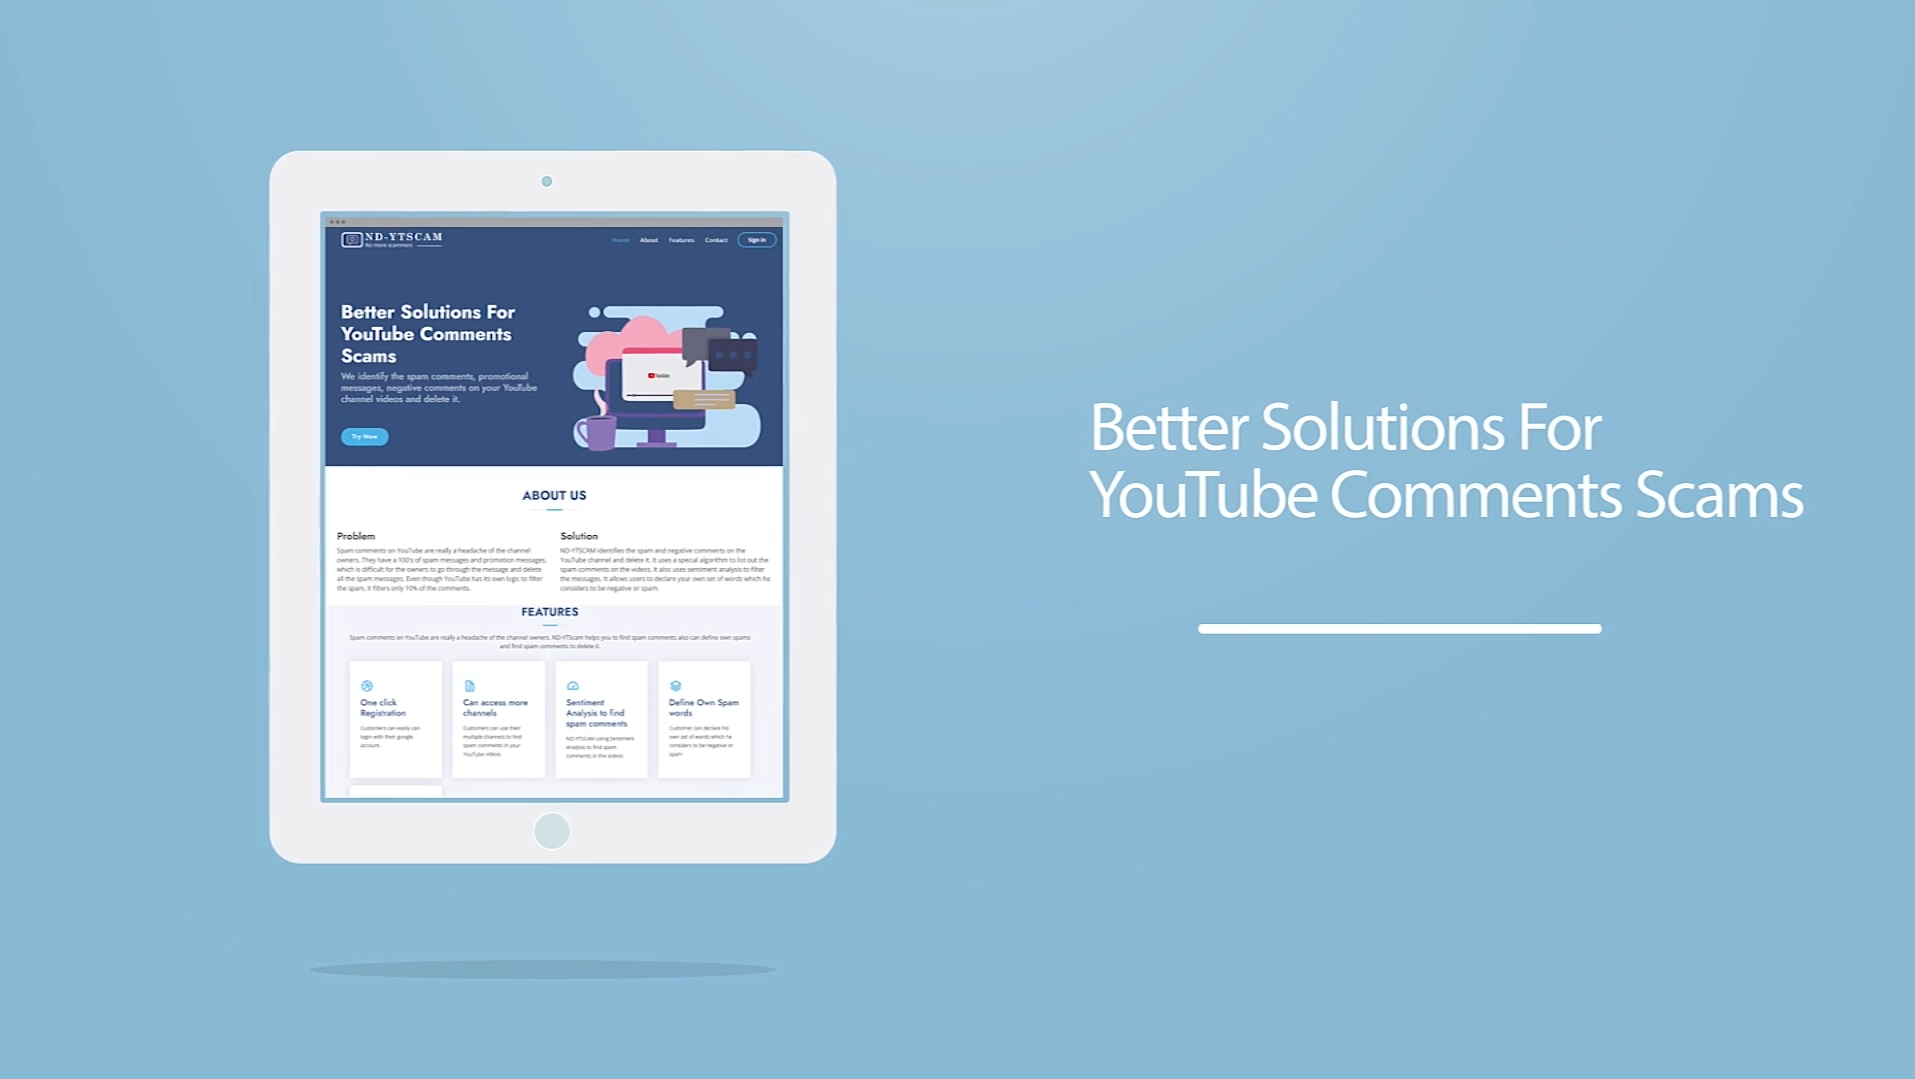 ND-YTSCAM
No more scammers
Home About Features Contact Sign In
Better Solutions For
YouTube Comments
Scams
We identify the spam comments, promotional
messages, negative comments on your YouTube
channel videos and delete it.
Try Now
YouTube
ABOUT US
Problem
Spam comments on YouTube are really a headache of the channel
owners. They have a 100's of spam messages and promotion messages,
which is difficult for the owners to go through the message and delete
all the spam messages. Even though YouTube has its own logic to filter
the spam, it filters only 10% of the comments.
Solution
ND-YTSCAM identifies the spam and negative comments on the
YouTube channel and delete it. It uses a special algorithm to list out the
spam comments on the videos. It also uses sentiment analysis to filter
the messages. It allows users to declare your own set of words which he
considers to be negative or spam.
FEATURES
Spam comments on YouTube are really a headache of the channel owners. ND-YTScam helps you to find spam comments also can define own spams
and find spam comments to delete it.
One click
Registration
Customers can easily can
login with their google
account.
Can access more
channels
Customers can use their
multiple channels to find
spam comments in your
YouTube videos
Sentiment
Analysis to find
spam comments
ND-YTSCAM using Sentiment
Analysis to find spam
comments in the videos.
Define Own Spam
words
Customer can declare his
own set of words which he
considers to be negative or
spam
Better Solutions For
YouTube Comments Scams